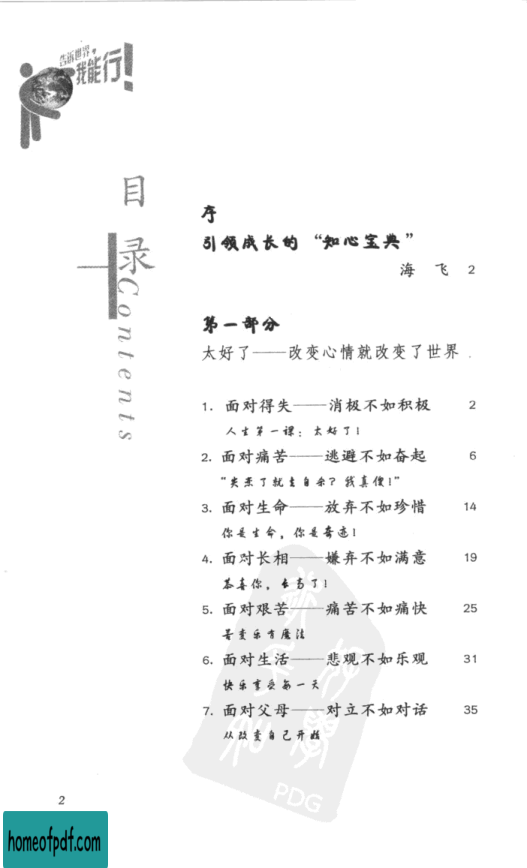 告诉世界,
我能行!
目录
Contents
序
引领成长的“知心宝典”
海 飞 2
第一部分
太好了——改变心情就改变了世界
1. 面对得失——消极不如积极 2
人生第一课:太好了!
2. 面对痛苦——逃避不如奋起 6
“失恋了就去自杀?我真傻!”
3. 面对生命——放弃不如珍惜 14
你是生命,你是奇迹!
4. 面对长相——嫌弃不如满意 19
恭喜你,长高了!
5. 面对艰苦——痛苦不如痛快 25
苦变乐有魔法
6. 面对生活——悲观不如乐观 31
快乐享受每一天
7. 面对父母——对立不如对话 35
从改变自己开始
PDG
2
homeofpdf.com